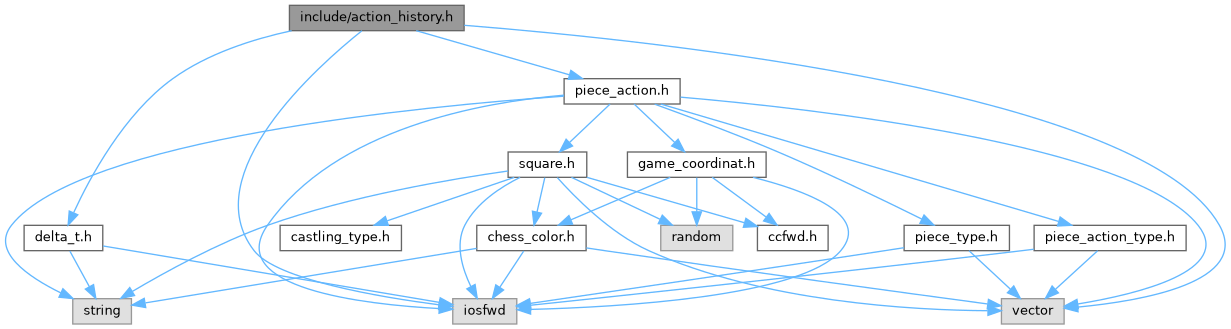 include/action_history.h
piece_action.h
square.h
game_coordinat.h
delta_t.h
castling_type.h
chess_color.h
random
ccfwd.h
piece_type.h
piece_action_type.h
string
iosfwd
vector